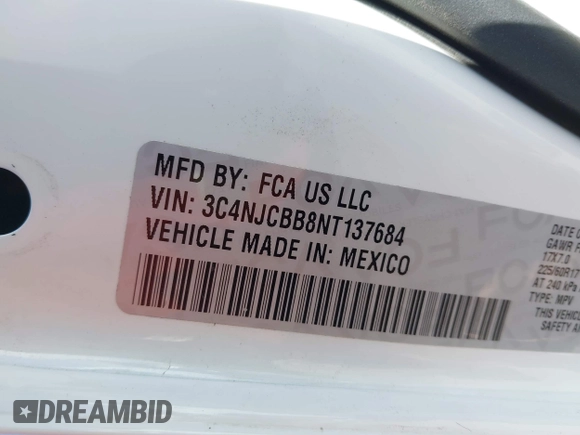 MFD BY: FCA US LLC
VIN: 3C4NJCBB8NT137684
VEHICLE MADE IN: MEXICO
DATE O
GAWR F
17X7.0
225/60R17
AT 240 kPa
TYPE: MPV
THIS VEHICL
SAFETY A
DREAMBID